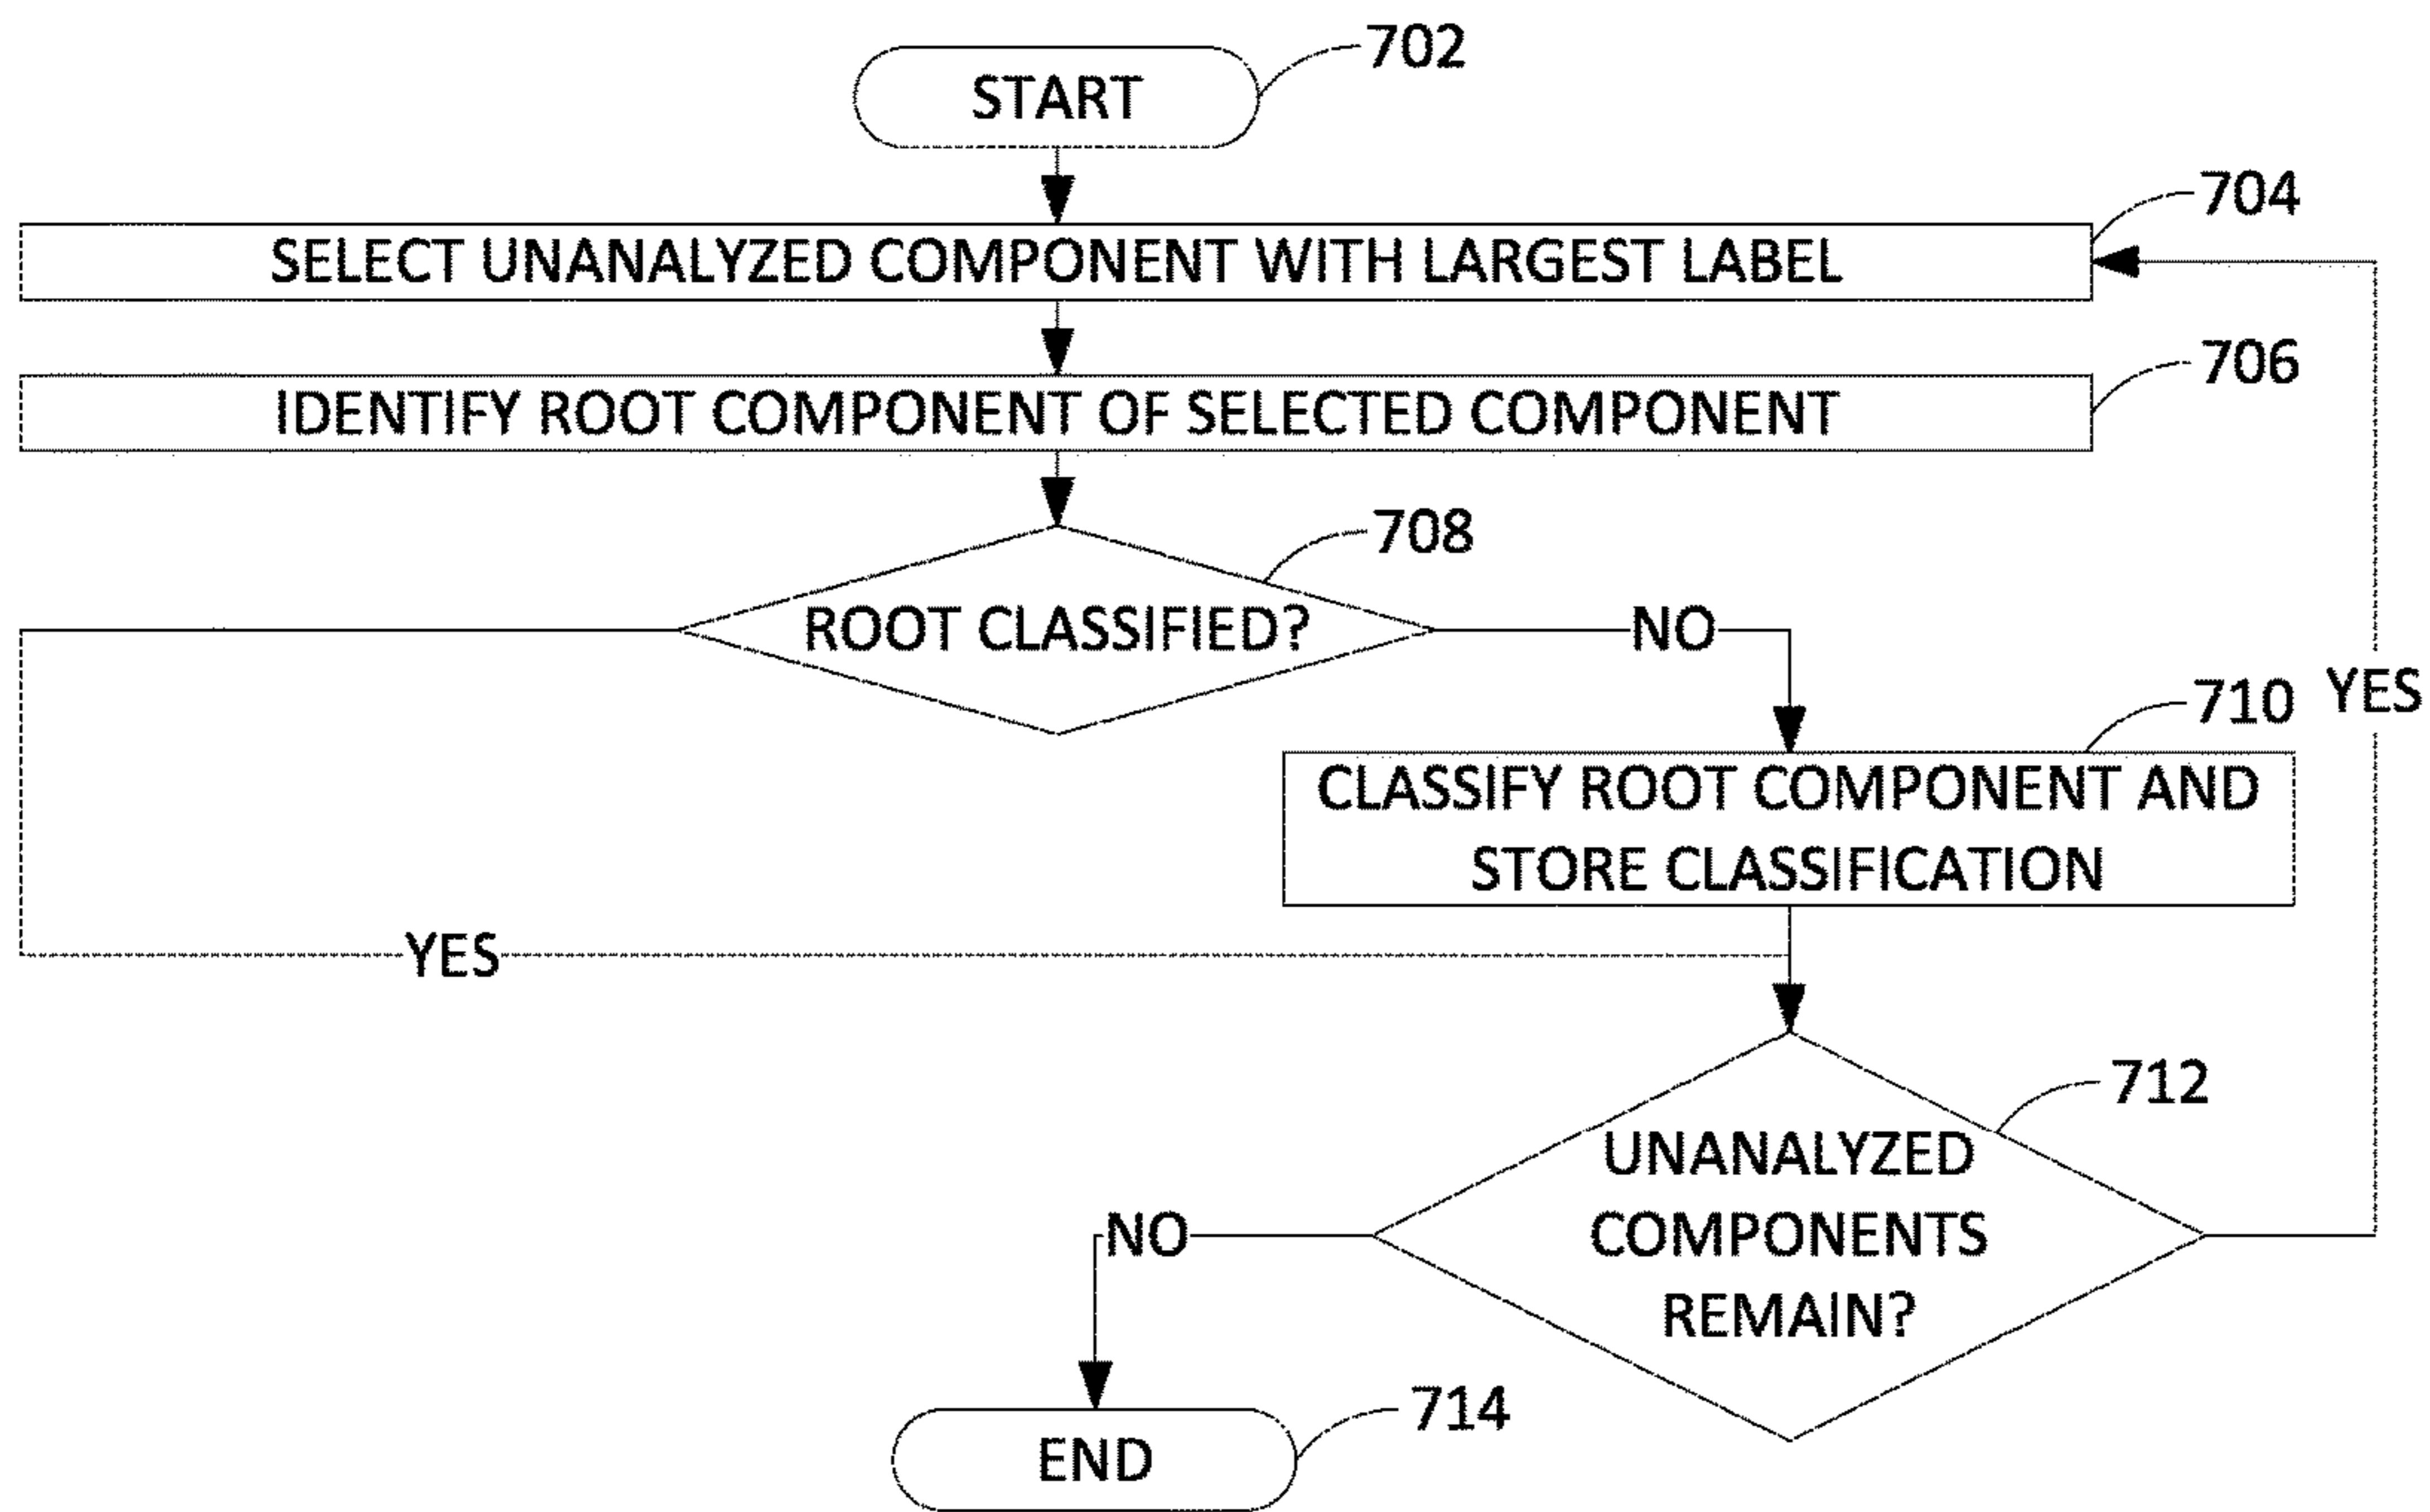 702
START
704
SELECT UNANALYZED COMPONENT WITH LARGEST LABEL
706
IDENTIFY ROOT COMPONENT OF SELECTED COMPONENT
708
ROOT CLASSIFIED?
NO
710
YES
CLASSIFY ROOT COMPONENT AND
STORE CLASSIFICATION
YES
712
UNANALYZED
COMPONENTS
REMAIN?
NO
714
END